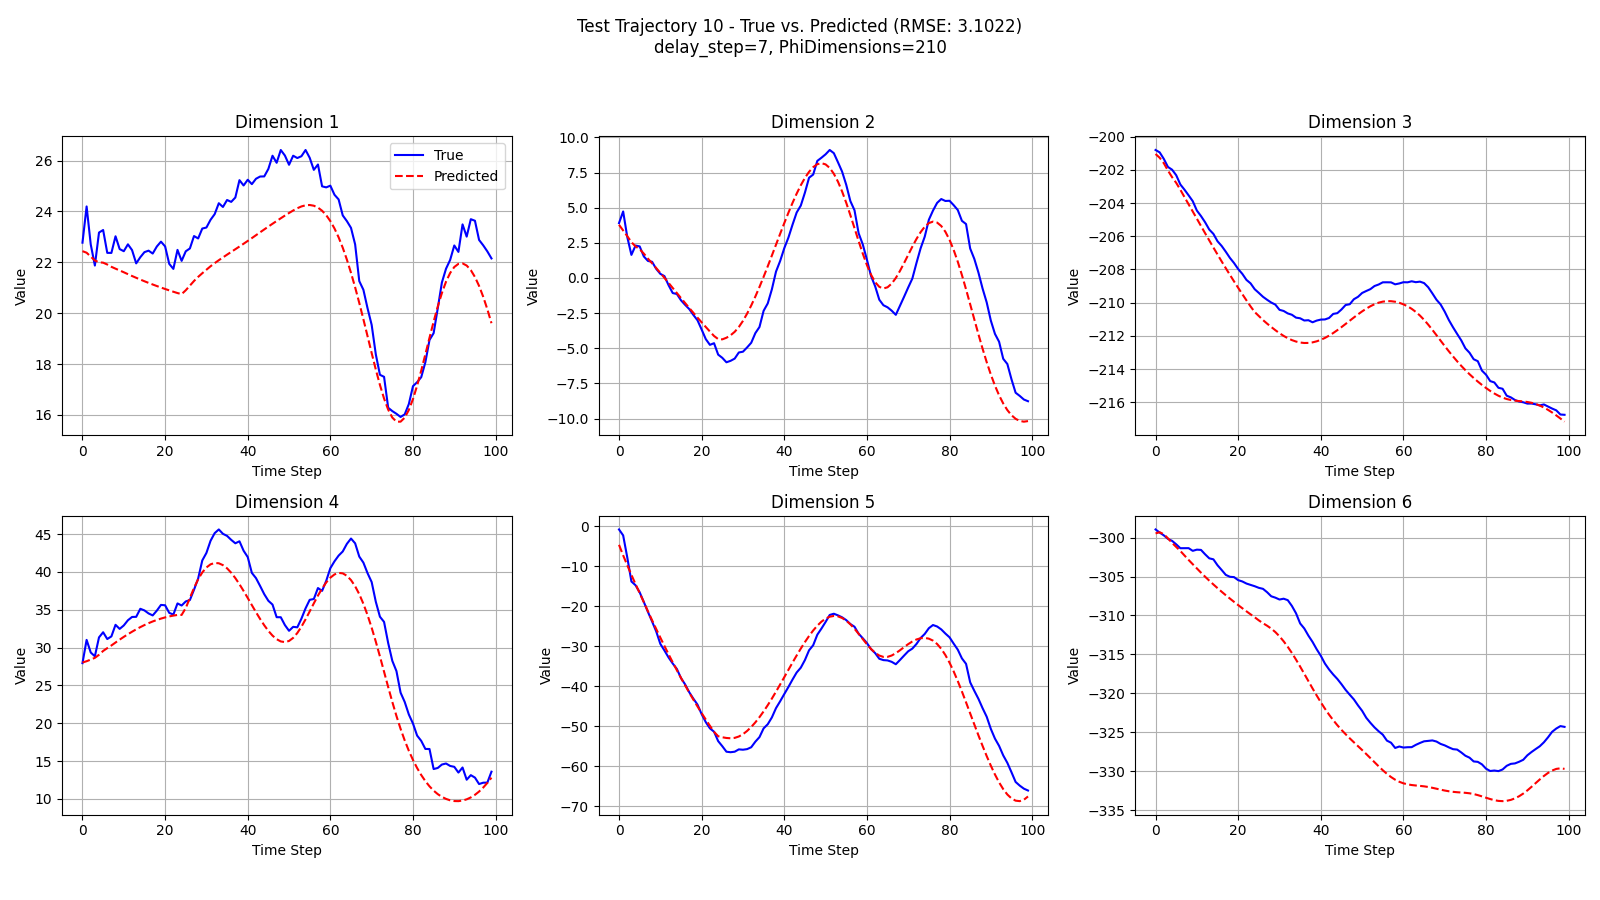 Test Trajectory 10 - True vs. Predicted (RMSE: 3.1022)
delay_step=7, PhiDimensions=210
Dimension 1
True
Predicted
Value
26
24
22
20
18
16
0 20 40 60 80 100
Time Step
Dimension 2
Value
10.0
7.5
5.0
2.5
0.0
−2.5
−5.0
−7.5
−10.0
0 20 40 60 80 100
Time Step
Dimension 3
Value
−200
−202
−204
−206
−208
−210
−212
−214
−216
0 20 40 60 80 100
Time Step
Dimension 4
Value
45
40
35
30
25
20
15
10
0 20 40 60 80 100
Time Step
Dimension 5
Value
0
−10
−20
−30
−40
−50
−60
−70
0 20 40 60 80 100
Time Step
Dimension 6
Value
−300
−305
−310
−315
−320
−325
−330
−335
0 20 40 60 80 100
Time Step